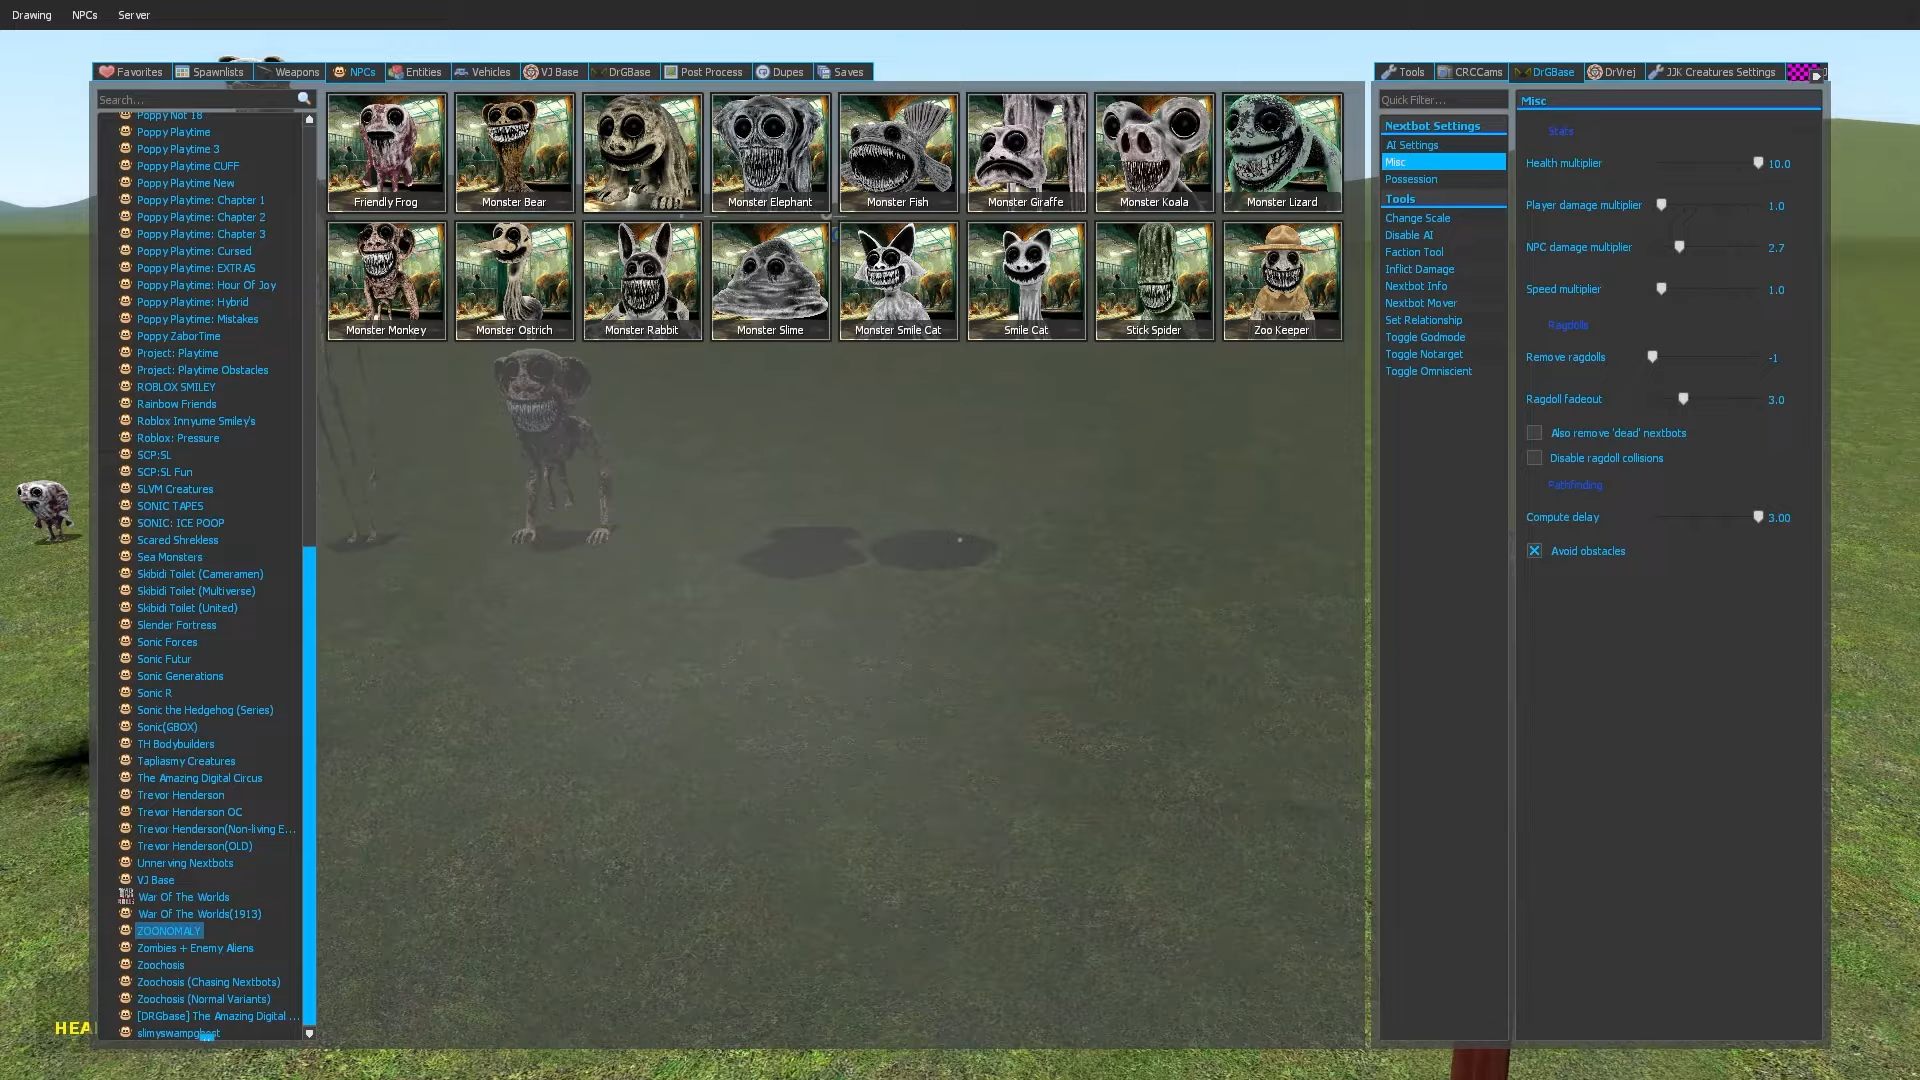 Drawing NPCs Server
Favorites Spawnlists Weapons NPCs Entities Vehicles VJ Base DrGBase Post Process Dupes Saves
Search...
Poppy Not 18
Poppy Playtime
Poppy Playtime 3
Poppy Playtime CUFF
Poppy Playtime New
Poppy Playtime: Chapter 1
Poppy Playtime: Chapter 2
Poppy Playtime: Chapter 3
Poppy Playtime: Cursed
Poppy Playtime: EXTRAS
Poppy Playtime: Hour Of Joy
Poppy Playtime: Hybrid
Poppy Playtime: Mistakes
Poppy ZaborTime
Project: Playtime
Project: Playtime Obstacles
ROBLOX SMILEY
Rainbow Friends
Roblox Innyume Smiley's
Roblox: Pressure
SCP:SL
SCP:SL Fun
SLVM Creatures
SONIC TAPES
SONIC: ICE POOP
Scared Shrekless
Sea Monsters
Skibidi Toilet (Cameramen)
Skibidi Toilet (Multiverse)
Skibidi Toilet (United)
Slender Fortress
Sonic Forces
Sonic Futur
Sonic Generations
Sonic R
Sonic the Hedgehog (Series)
Sonic(GBOX)
TH Bodybuilders
Tapliasmy Creatures
The Amazing Digital Circus
Trevor Henderson
Trevor Henderson OC
Trevor Henderson(Non-living E...
Trevor Henderson(OLD)
Unnerving Nextbots
VJ Base
War Of The Worlds
War Of The Worlds(1913)
ZOONOMALY
Zombies + Enemy Aliens
Zoochosis
Zoochosis (Chasing Nextbots)
Zoochosis (Normal Variants)
[DRGbase] The Amazing Digital ...
slimyswampghost
HEA
Friendly Frog Monster Bear Monster Elephant Monster Fish Monster Giraffe Monster Koala Monster Lizard
Monster Monkey Monster Ostrich Monster Rabbit Monster Slime Monster Smile Cat Smile Cat Stick Spider Zoo Keeper
Tools CRCCams DrGBase DrVrej JJK Creatures Settings
Quick Filter...
Nextbot Settings
AI Settings
Misc
Possession
Tools
Change Scale
Disable AI
Faction Tool
Inflict Damage
Nextbot Info
Nextbot Mover
Set Relationship
Toggle Godmode
Toggle Notarget
Toggle Omniscient
Misc
Stats
Health multiplier 10.0
Player damage multiplier 1.0
NPC damage multiplier 2.7
Speed multiplier 1.0
Ragdolls
Remove ragdolls -1
Ragdoll fadeout 3.0
Also remove 'dead' nextbots
Disable ragdoll collisions
Pathfinding
Compute delay 3.00
Avoid obstacles